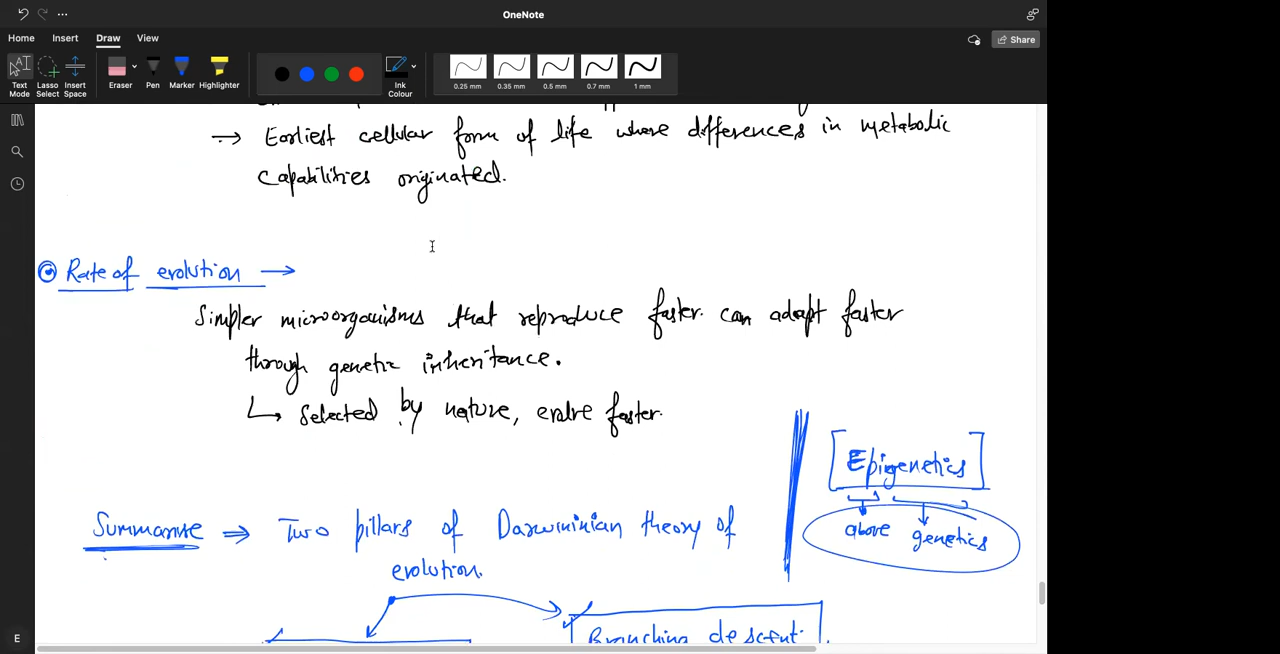 OneNote
Home Insert Draw View
Share
Text Mode
Lasso Select
Insert Space
Eraser
Pen
Marker
Highlighter
Ink Colour
0.25 mm 0.35 mm 0.5 mm 0.7 mm 1 mm
→ Earliest cellular form of life where differences in metabolic
capabilities originated.
Rate of evolution →
Simpler microorganisms that reproduce faster can adapt faster
through genetic inheritance.
↳ Selected by nature, evolve faster.
[Epigenetics]
above genetics
Summarise ⇒ Two pillars of Darwininian theory of
evolution.
Branching descent.
E